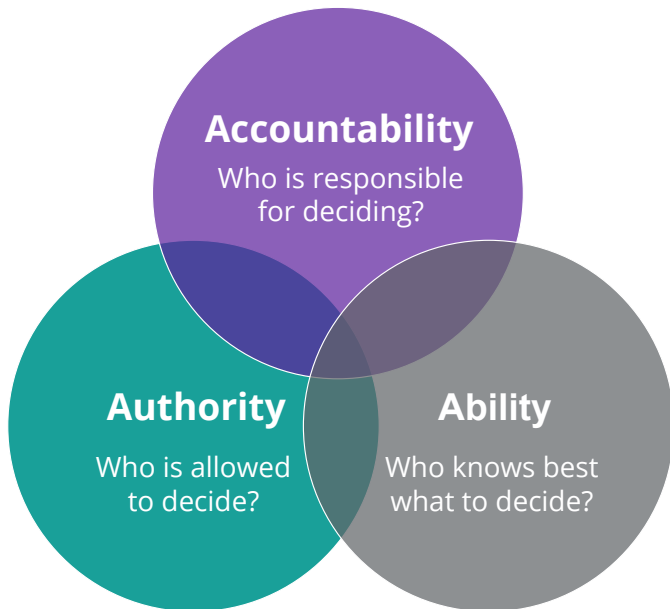 Accountability
Who is responsible
for deciding?
Authority
Who is allowed
to decide?
Ability
Who knows best
what to decide?